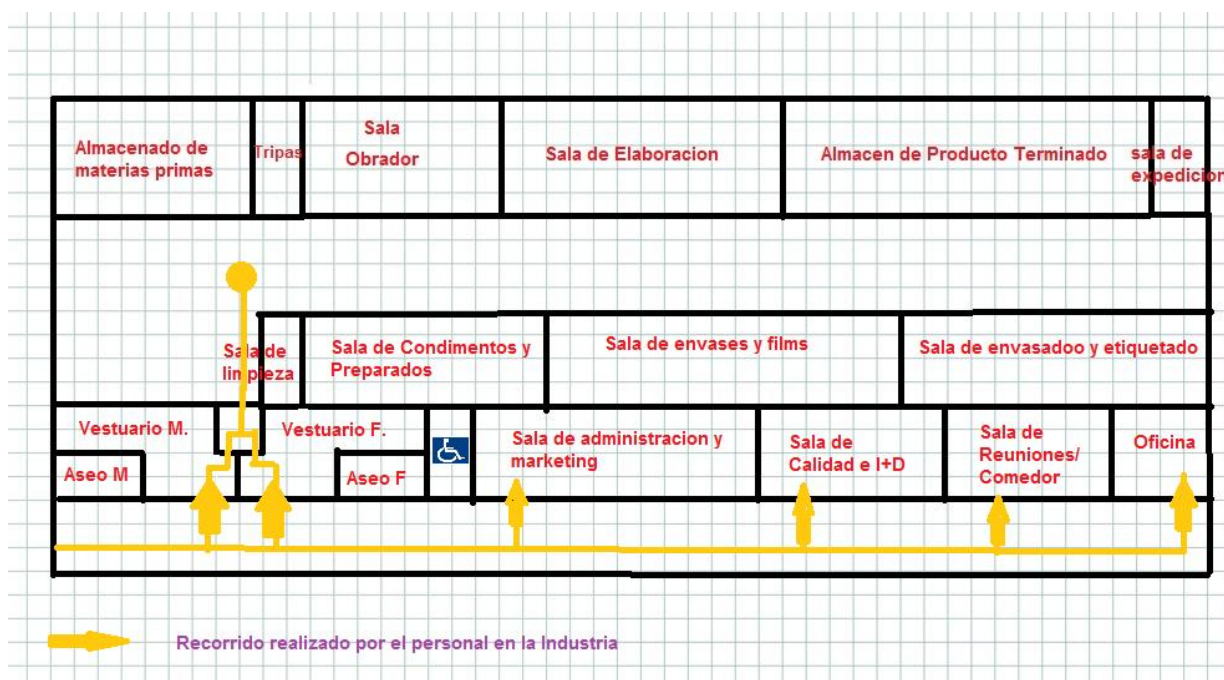 Almacenado de
materias primas
Tripas
Sala
Obrador
Sala de Elaboracion
Almacen de Producto Terminado
sala de
expedicion
Sala de
limpieza
Sala de Condimentos y
Preparados
Sala de envases y films
Sala de envasadoo y etiquetado
Vestuario M.
Aseo M
Vestuario F.
Aseo F
Sala de administracion y
marketing
Sala de
Calidad e I+D
Sala de
Reuniones/
Comedor
Oficina
Recorrido realizado por el personal en la Industria